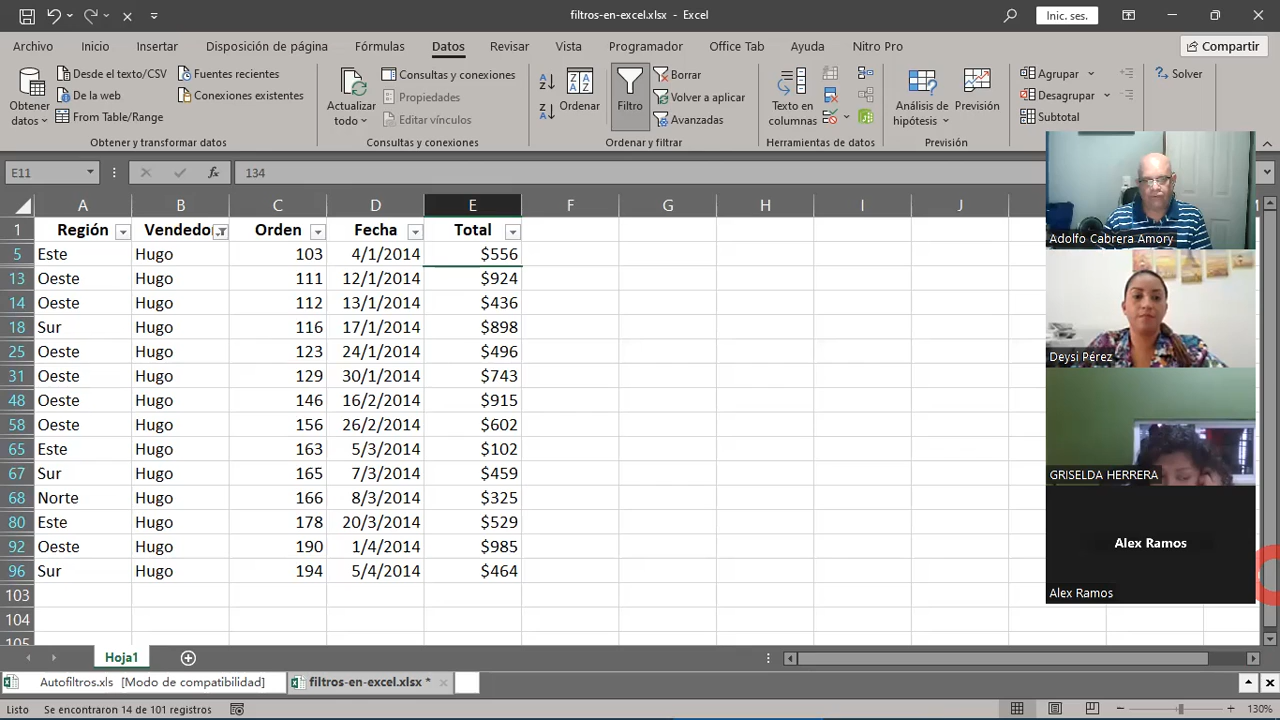 filtros-en-excel.xlsx - Excel
Inic. ses.
Archivo Inicio Insertar Disposición de página Fórmulas Datos Revisar Vista Programador Office Tab Ayuda Nitro Pro Compartir
Obtener datos
Desde el texto/CSV
De la web
From Table/Range
Fuentes recientes
Conexiones existentes
Obtener y transformar datos
Actualizar todo
Consultas y conexiones
Propiedades
Editar vínculos
Consultas y conexiones
Ordenar
Filtro
Borrar
Volver a aplicar
Avanzadas
Ordenar y filtrar
Texto en columnas
Herramientas de datos
Análisis de hipótesis
Previsión
Previsión
Agrupar
Desagrupar
Subtotal
Solver
E11 fx 134
A B C D E F G H I J
1 Región Vendedo Orden Fecha Total
5 Este Hugo 103 4/1/2014 $556
13 Oeste Hugo 111 12/1/2014 $924
14 Oeste Hugo 112 13/1/2014 $436
18 Sur Hugo 116 17/1/2014 $898
25 Oeste Hugo 123 24/1/2014 $496
31 Oeste Hugo 129 30/1/2014 $743
48 Oeste Hugo 146 16/2/2014 $915
58 Oeste Hugo 156 26/2/2014 $602
65 Este Hugo 163 5/3/2014 $102
67 Sur Hugo 165 7/3/2014 $459
68 Norte Hugo 166 8/3/2014 $325
80 Este Hugo 178 20/3/2014 $529
92 Oeste Hugo 190 1/4/2014 $985
96 Sur Hugo 194 5/4/2014 $464
103
104
105
Adolfo Cabrera Amory
Deysi Pérez
GRISELDA HERRERA
Alex Ramos
Alex Ramos
Hoja1
Autofiltros.xls [Modo de compatibilidad] filtros-en-excel.xlsx *
Listo Se encontraron 14 de 101 registros 130%